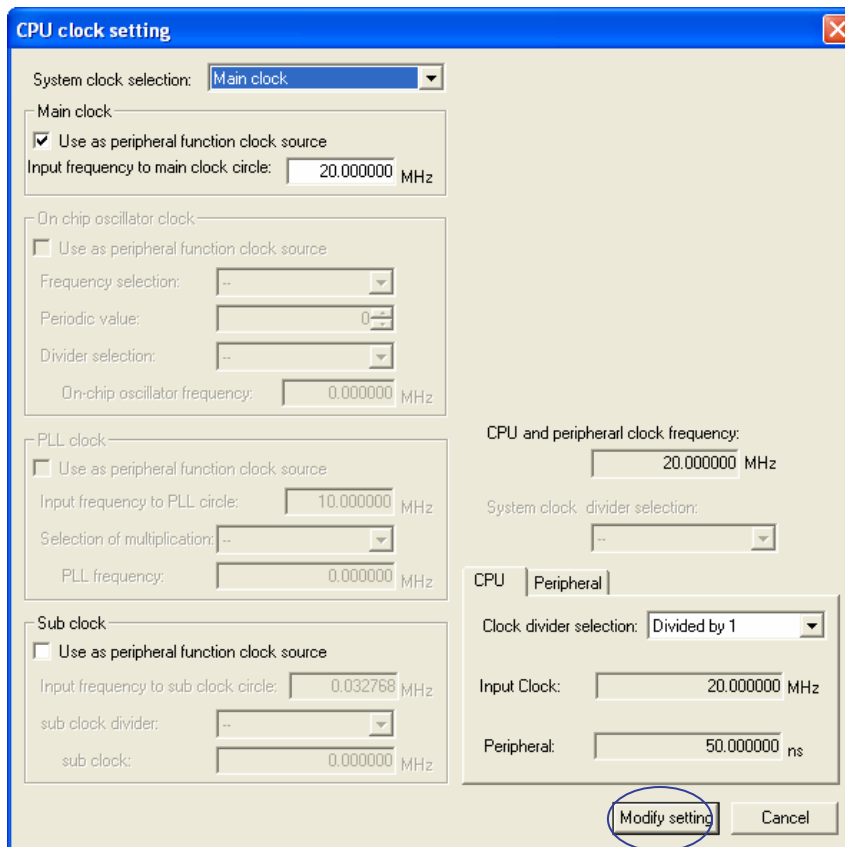 CPU clock setting
System clock selection: Main clock
Main clock
Use as peripheral function clock source
Input frequency to main clock circle: 20.000000 MHz
On chip oscillator clock
Use as peripheral function clock source
Frequency selection: --
Periodic value: 0
Divider selection: --
On-chip oscillator frequency: 0.000000 MHz
PLL clock
Use as peripheral function clock source
Input frequency to PLL circle: 10.000000 MHz
Selection of multiplication: --
PLL frequency: 0.000000 MHz
Sub clock
Use as peripheral function clock source
Input frequency to sub clock circle: 0.032768 MHz
sub clock divider: --
sub clock: 0.000000 MHz
CPU and peripherarl clock frequency:
20.000000 MHz
System clock divider selection:
--
CPU Peripheral
Clock divider selection: Divided by 1
Input Clock: 20.000000 MHz
Peripheral: 50.000000 ns
Modify setting Cancel